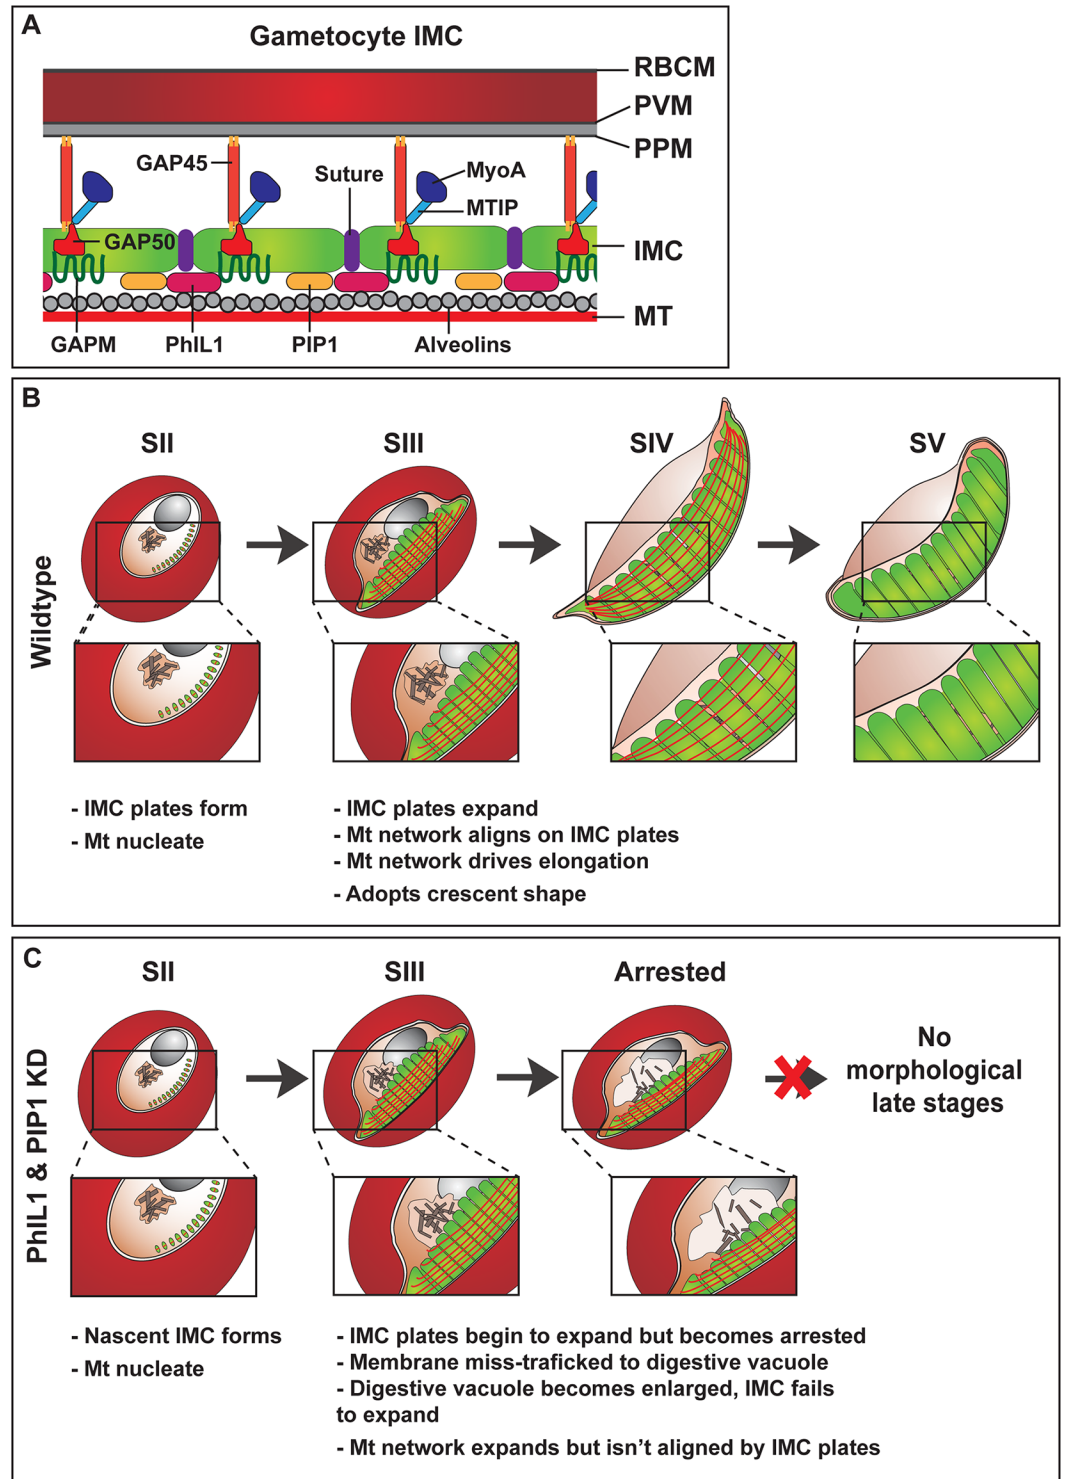 A
Gametocyte IMC
RBCM
PVM
PPM
GAP45
Suture
MyoA
MTIP
GAP50
IMC
MT
GAPM
PhIL1
PIP1
Alveolins
B
SII
SIII
SIV
SV
Wildtype
- IMC plates form
- Mt nucleate
- IMC plates expand
- Mt network aligns on IMC plates
- Mt network drives elongation
- Adopts crescent shape
C
SII
SIII
Arrested
No
morphological
late stages
PhIL1 & PIP1 KD
- Nascent IMC forms
- Mt nucleate
- IMC plates begin to expand but becomes arrested
- Membrane miss-traficked to digestive vacuole
- Digestive vacuole becomes enlarged, IMC fails
to expand
- Mt network expands but isn't aligned by IMC plates